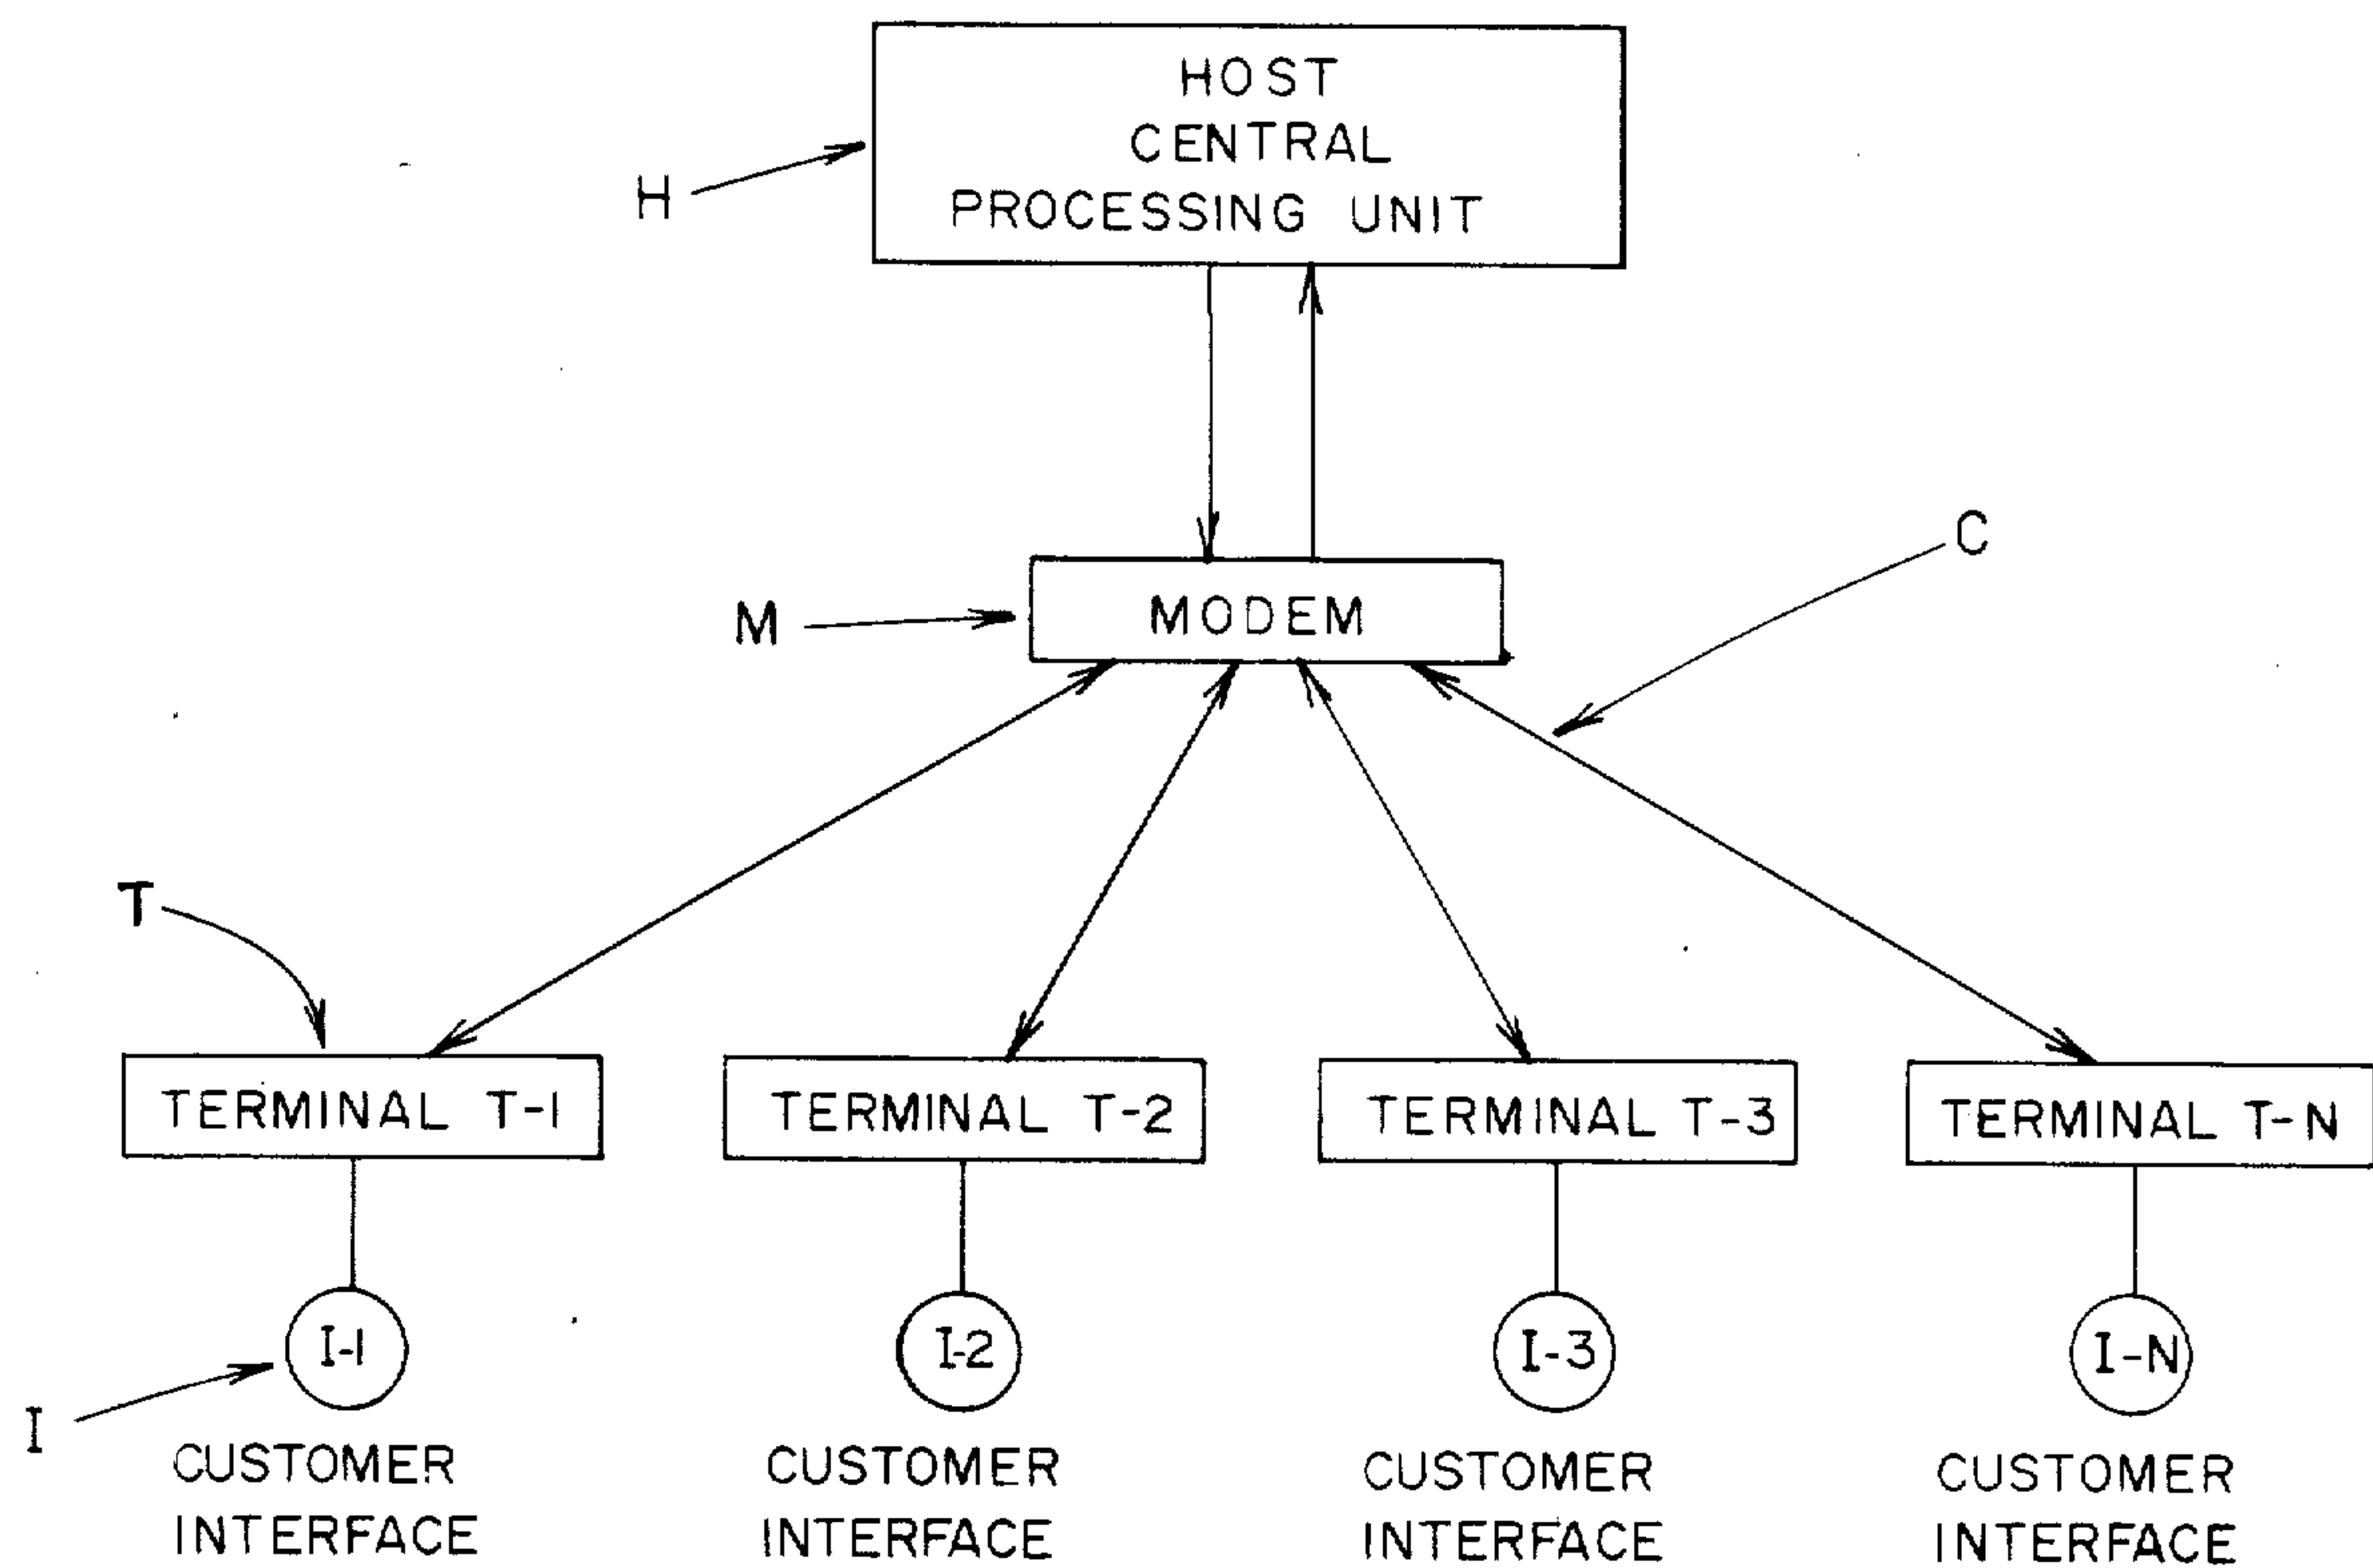 HOST
CENTRAL
PROCESSING UNIT
H
C
M
MODEM
T
TERMINAL T-1
TERMINAL T-2
TERMINAL T-3
TERMINAL T-N
I-1
I-2
I-3
I-N
I
CUSTOMER
INTERFACE
CUSTOMER
INTERFACE
CUSTOMER
INTERFACE
CUSTOMER
INTERFACE